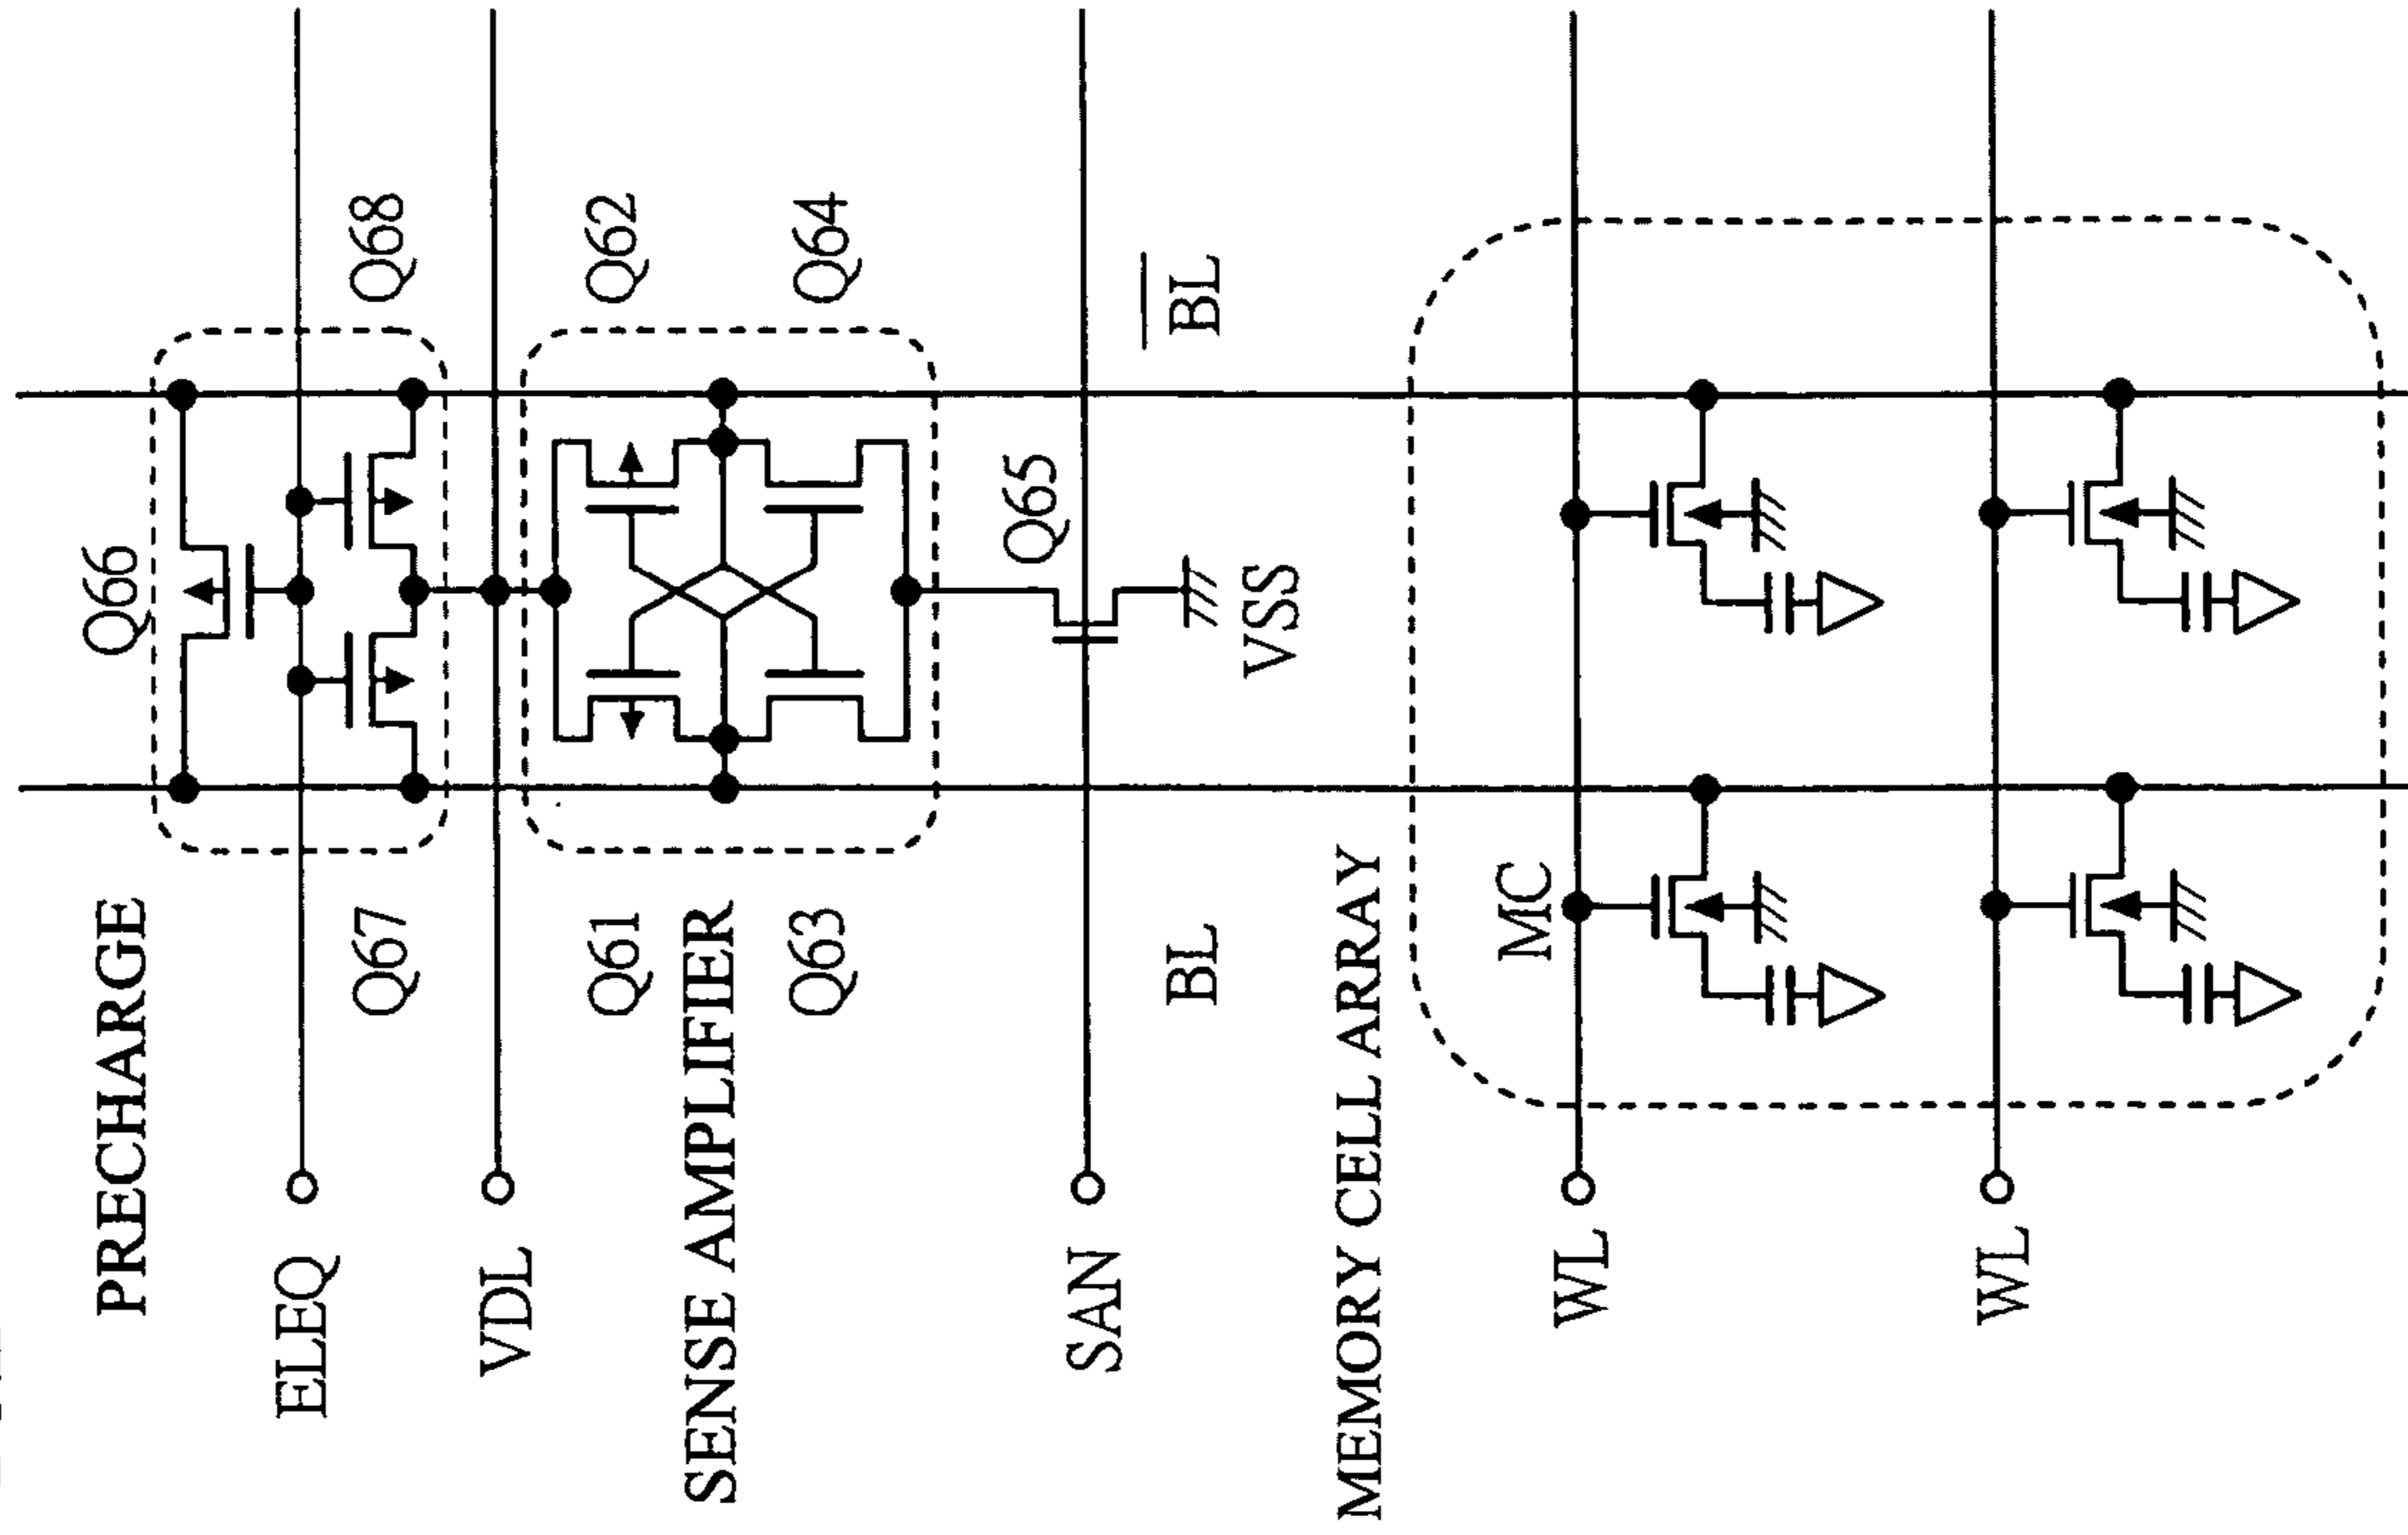 PRECHARGE
Q66
ELEQ
Q67
Q68
VDL
Q61
Q62
SENSE AMPLIFIER
Q63
Q64
Q65
SAN
BL
B̅L̅
VSS
MEMORY CELL ARRAY
MC
WL
WL